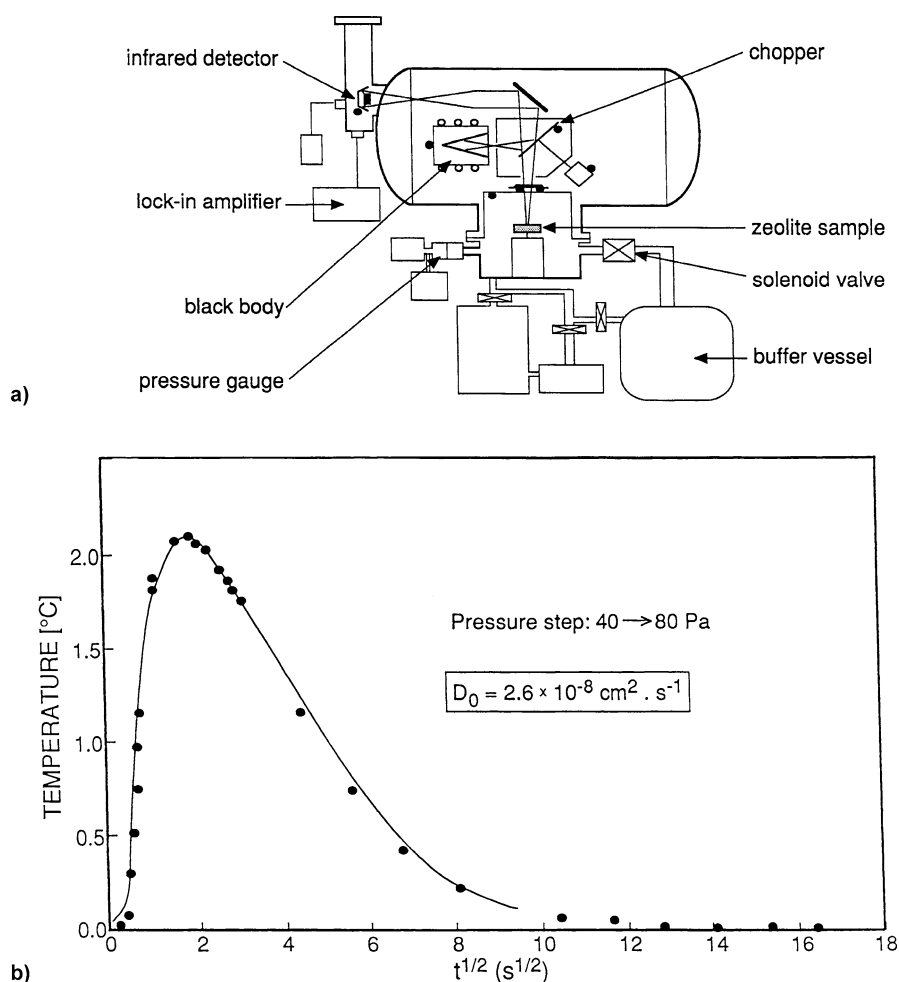 infrared detector
chopper
lock-in amplifier
zeolite sample
solenoid valve
black body
buffer vessel
pressure gauge
a)
TEMPERATURE [°C]
2.0
1.5
1.0
0.5
0.0
Pressure step: 40 → 80 Pa
D₀ = 2.6 × 10⁻⁸ cm² . s⁻¹
0 2 4 6 8 10 12 14 16 18
t¹/² (s¹/²)
b)